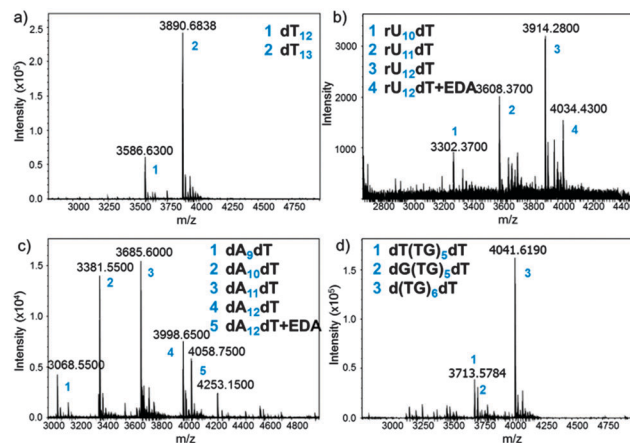 a)
1 dT12
2 dT13
3890.6838
2
3586.6300
1
Intensity (x10⁵)
2.5
2.0
1.5
1.0
0.5
0.0
3000 3250 3500 3750 4000 4250 4500 4750
m/z
b)
1 rU10dT
2 rU11dT
3 rU12dT
4 rU12dT+EDA
3914.2800
3
3608.3700
2
4034.4300
4
1
3302.3700
Intensity
3000
2000
1000
2600 2800 3000 3200 3400 3600 3800 4000 4200
m/z
c)
1 dA9dT
2 dA10dT
3 dA11dT
4 dA12dT
5 dA12dT+EDA
3685.6000
3
3381.5500
2
3998.6500
4
4058.7500
5
3068.5500
1
4253.1500
Intensity (x10⁴)
1.5
1.0
0.5
0.0
3000 3200 3400 3600 3800 4000 4200 4400 4600 4800
m/z
d)
1 dT(TG)5dT
2 dG(TG)5dT
3 d(TG)6dT
4041.6190
3
1
3713.5784
2
Intensity (x10⁵)
1.5
1.0
0.5
0.0
3000 3250 3500 3750 4000 4250 4500 4750
m/z